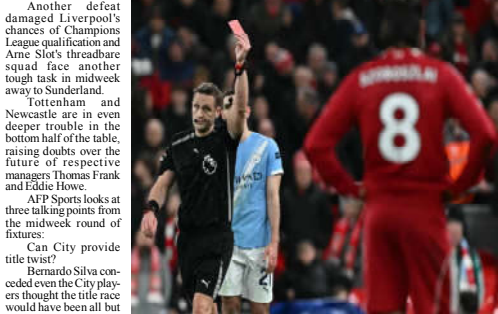 Another defeat
damaged Liverpool's
chances of Champions
League qualification and
Arne Slot's threadbare
squad face another
tough task in midweek
away to Sunderland.
Tottenham and
Newcastle are in even
deeper trouble in the
bottom half of the table,
raising doubts over the
future of respective
managers Thomas Frank
and Eddie Howe.
AFP Sports looks at
three talking points from
the midweek round of
fixtures:
Can City provide
title twist?
Bernardo Silva con-
ceded even the City play-
ers thought the title race
would have been all but
SZOBOSZLAI
8
2